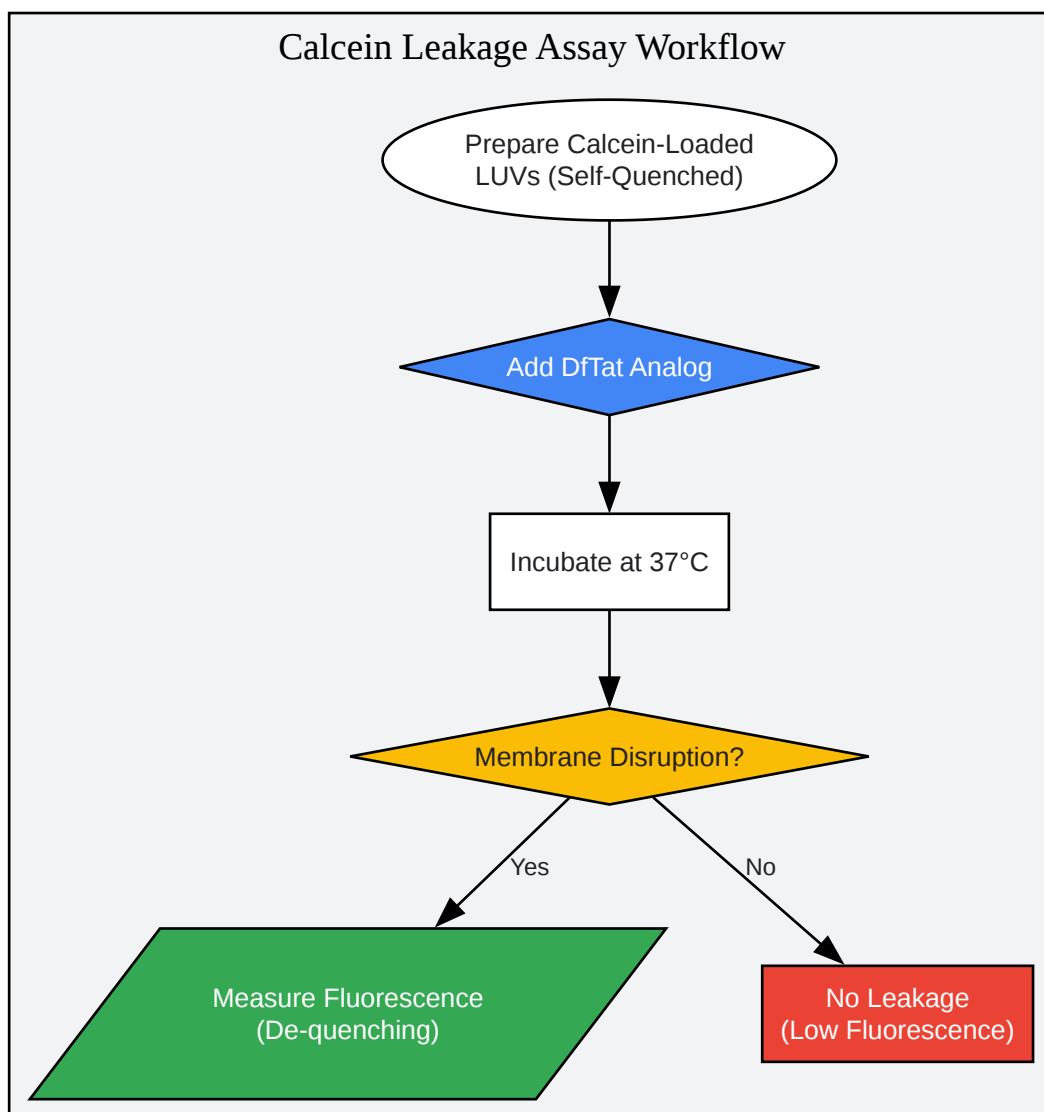 Calcein Leakage Assay Workflow
Prepare Calcein-Loaded
LUVs (Self-Quenched)
Add DfTat Analog
Incubate at 37°C
Membrane Disruption?
Yes
No
Measure Fluorescence
(De-quenching)
No Leakage
(Low Fluorescence)